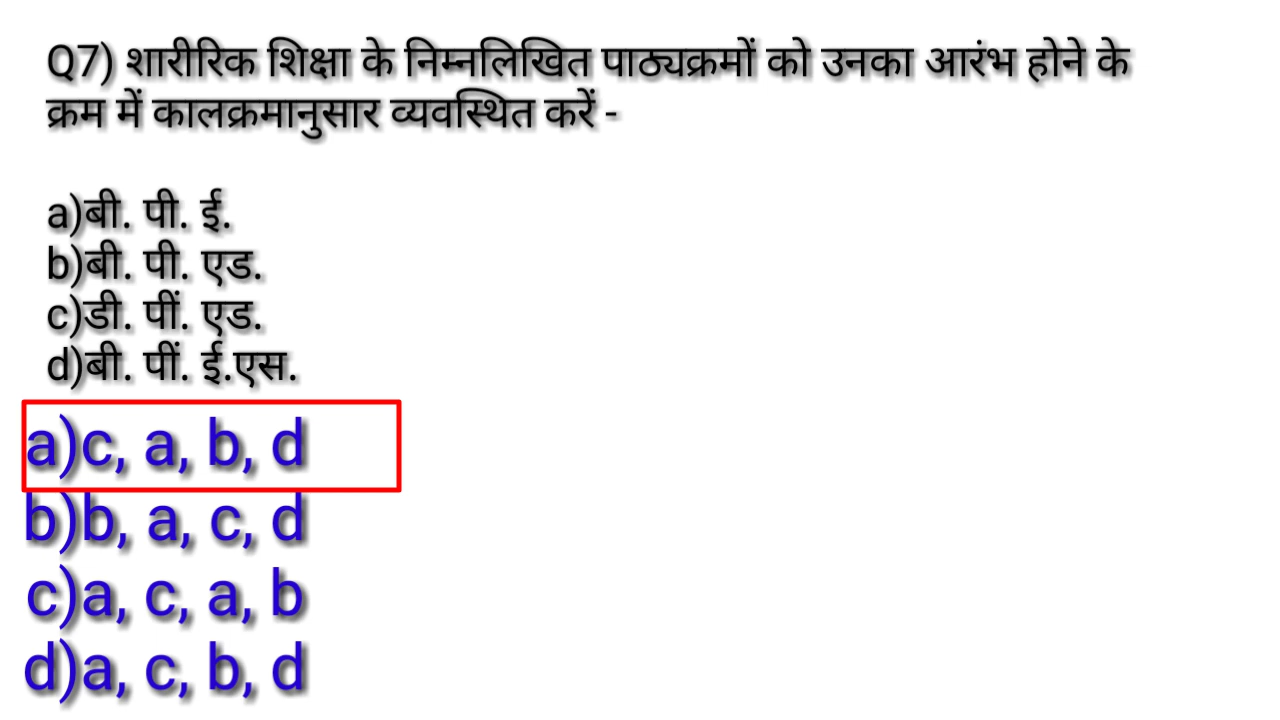 Q7) शारीरिक शिक्षा के निम्नलिखित पाठ्यक्रमों को उनका आरंभ होने के
क्रम में कालक्रमानुसार व्यवस्थित करें -
a)बी. पी. ई.
b)बी. पी. एड.
c)डी. पीं. एड.
d)बी. पीं. ई.एस.
a)c, a, b, d
b)b, a, c, d
c)a, c, a, b
d)a, c, b, d